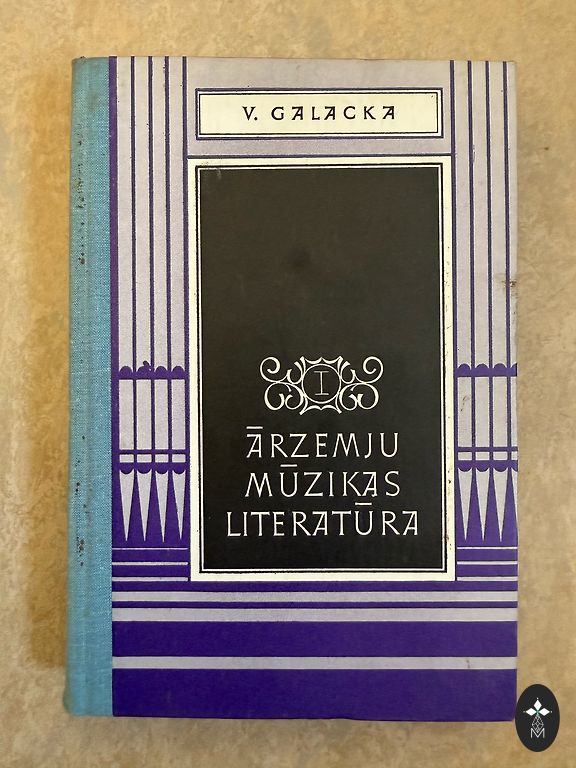 V. GALACKA
I
ĀRZEMJU
MŪZIKAS
LITERATŪRA
M